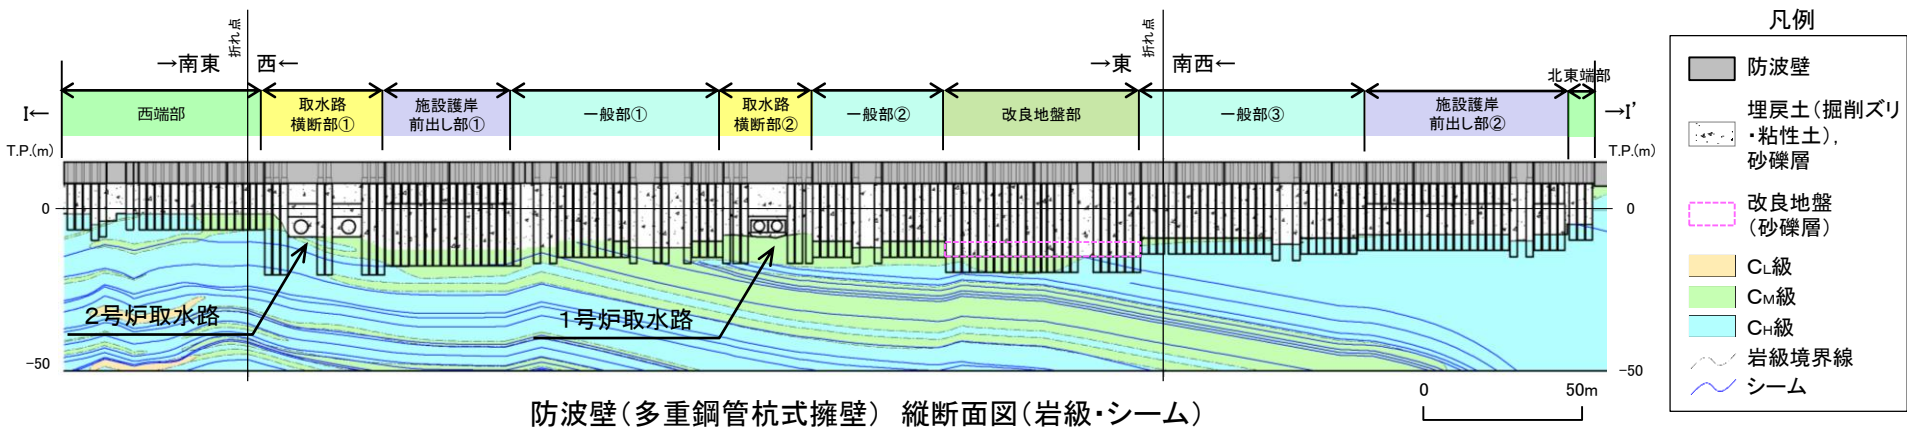 折れ点
折れ点
凡例
→南東
西←
→東
南西←
北東端部
防波壁
I←
西端部
取水路
横断部①
施設護岸
前出し部①
一般部①
取水路
横断部②
一般部②
改良地盤部
一般部③
施設護岸
前出し部②
→I’
埋戻土(掘削ズリ
・粘性土),
砂礫層
T.P.(m)
T.P.(m)
0
0
改良地盤
(砂礫層)
CL級
CM級
CH級
2号炉取水路
1号炉取水路
岩級境界線
シーム
-50
-50
0
50m
防波壁(多重鋼管杭式擁壁) 縦断面図(岩級・シーム)